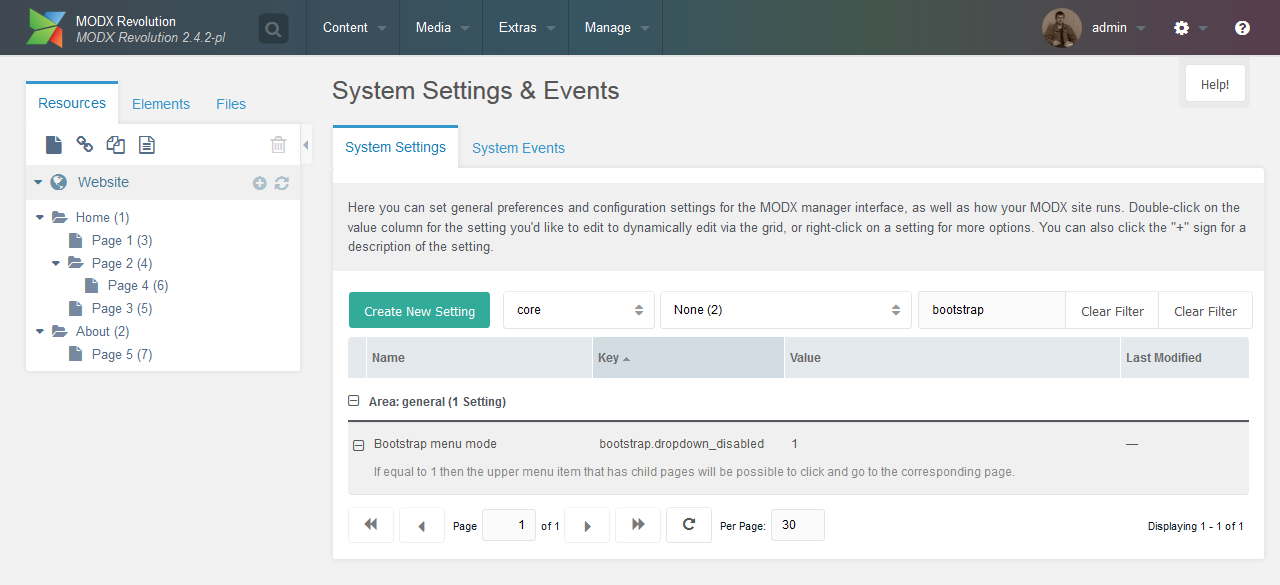 MODX Revolution
MODX Revolution 2.4.2-pl
Content
Media
Extras
Manage
admin
System Settings & Events
Help!
Resources
Elements
Files
Website
Home (1)
Page 1 (3)
Page 2 (4)
Page 4 (6)
Page 3 (5)
About (2)
Page 5 (7)
System Settings
System Events
Here you can set general preferences and configuration settings for the MODX manager interface, as well as how your MODX site runs. Double-click on the
value column for the setting you'd like to edit to dynamically edit via the grid, or right-click on a setting for more options. You can also click the "+" sign for a
description of the setting.
Create New Setting
core
None (2)
bootstrap
Clear Filter
Clear Filter
Name
Key
Value
Last Modified
Area: general (1 Setting)
Bootstrap menu mode
bootstrap.dropdown_disabled
1
—
If equal to 1 then the upper menu item that has child pages will be possible to click and go to the corresponding page.
Page 1 of 1
Per Page: 30
Displaying 1 - 1 of 1